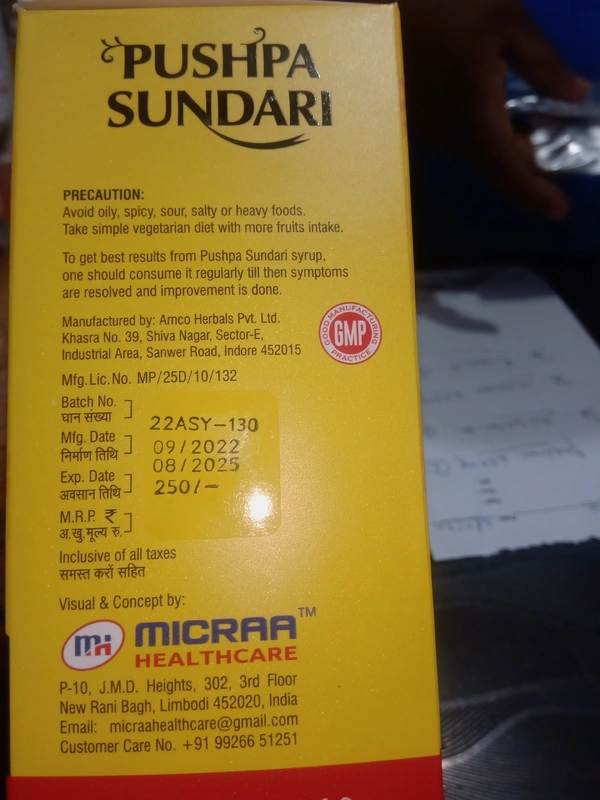 PUSHPA
SUNDARI
PRECAUTION:
Avoid oily, spicy, sour, salty or heavy foods.
Take simple vegetarian diet with more fruits intake.
To get best results from Pushpa Sundari syrup,
one should consume it regularly till then symptoms
are resolved and improvement is done.
Manufactured by: Amco Herbals Pvt. Ltd.
Khasra No. 39, Shiva Nagar, Sector-E,
Industrial Area, Sanwer Road, Indore 452015
GOOD MANUFACTURING
GMP
PRACTICE
Mfg.Lic.No. MP/25D/10/132
Batch No.
घान संख्या
22ASY-130
Mfg. Date
निर्माण तिथि
09/2022
08/2025
Exp. Date
अवसान तिथि
250/-
M.R.P. ₹
अ.खु.मूल्य रु.
Inclusive of all taxes
समस्त करों सहित
Visual & Concept by:
mH MICRAA™
HEALTHCARE
P-10, J.M.D. Heights, 302, 3rd Floor
New Rani Bagh, Limbodi 452020, India
Email: micraahealthcare@gmail.com
Customer Care No. +91 99266 51251